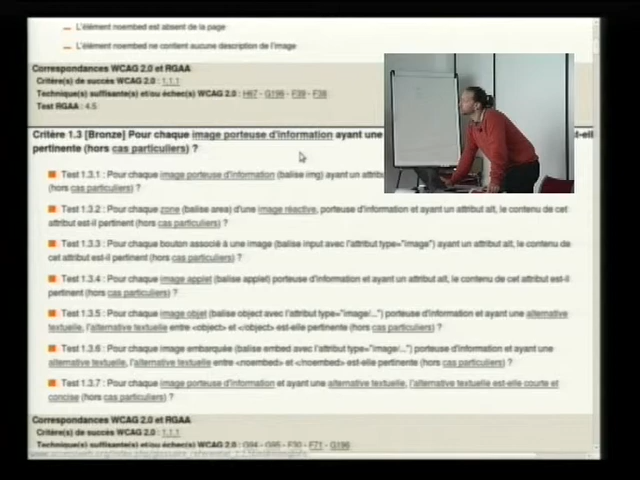 L'élément noembed est absent de la page
L'élément noembed ne contient aucune description de l'image
Correspondances WCAG 2.0 et RGAA
Critère(s) de succès WCAG 2.0 : 1.1.1
Technique(s) suffisante(s) et/ou échec(s) WCAG 2.0 : H67 - G196 - F39 - F38
Test RGAA : 4.5
Critère 1.3 [Bronze] Pour chaque image porteuse d'information ayant une
pertinente (hors cas particuliers) ?
Test 1.3.1 : Pour chaque image porteuse d'information (balise img) ayant un attribut
(hors cas particuliers) ?
Test 1.3.2 : Pour chaque zone (balise area) d'une image réactive, porteuse d'information et ayant un attribut alt, le contenu de cet
attribut est-il pertinent (hors cas particuliers) ?
Test 1.3.3 : Pour chaque bouton associé à une image (balise input avec l'attribut type="image") ayant un attribut alt, le contenu de
cet attribut est-il pertinent (hors cas particuliers) ?
Test 1.3.4 : Pour chaque image applet (balise applet) porteuse d'information et ayant un attribut alt, le contenu de cet attribut est-il
pertinent (hors cas particuliers) ?
Test 1.3.5 : Pour chaque image objet (balise object avec l'attribut type="image/...") porteuse d'information et ayant une alternative
textuelle, l'alternative textuelle entre <object> et </object> est-elle pertinente (hors cas particuliers) ?
Test 1.3.6 : Pour chaque image embarquée (balise embed avec l'attribut type="image/...") porteuse d'information et ayant une
alternative textuelle, l'alternative textuelle entre <noembed> et </noembed> est-elle pertinente (hors cas particuliers) ?
Test 1.3.7 : Pour chaque image porteuse d'information et ayant une alternative textuelle, l'alternative textuelle est-elle courte et
concise (hors cas particuliers) ?
Correspondances WCAG 2.0 et RGAA
Critère(s) de succès WCAG 2.0 : 1.1.1
Technique(s) suffisante(s) et/ou échec(s) WCAG 2.0 : G94 - G95 - F30 - F71 - G196